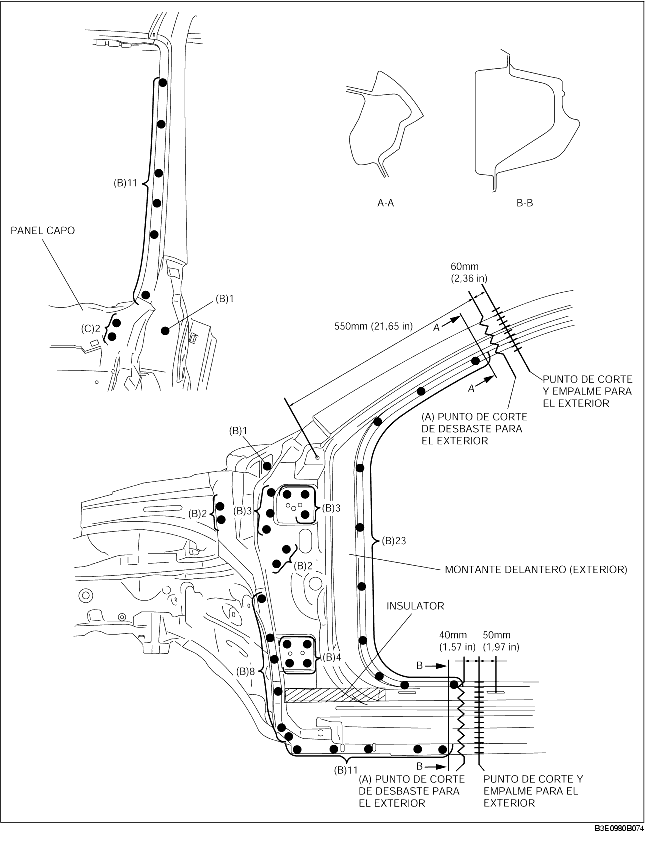 (B)11
A-A
B-B
PANEL CAPO
(B)1
(C)2
60mm
(2,36 in)
550mm (21,65 in)
A
A
PUNTO DE CORTE
Y EMPALME PARA
EL EXTERIOR
(A) PUNTO DE CORTE
DE DESBASTE PARA
EL EXTERIOR
(B)1
(B)2
(B)3
(B)3
(B)23
(B)2
MONTANTE DELANTERO (EXTERIOR)
INSULATOR
40mm
(1,57 in)
50mm
(1,97 in)
(B)4
B
(B)8
B
(B)11
(A) PUNTO DE CORTE
DE DESBASTE PARA
EL EXTERIOR
PUNTO DE CORTE Y
EMPALME PARA EL
EXTERIOR
B3E0980B074